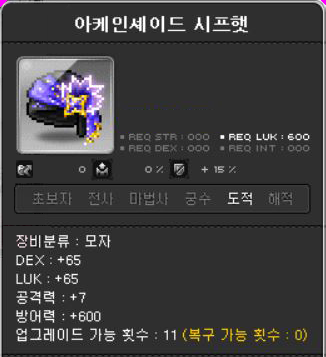 아케인셰이드 시프햇
REQ STR : 000 REQ LUK : 600
REQ DEX : 000 REQ INT : 000
0 0 % + 15 %
초보자 전사 마법사 궁수 도적 해적
장비분류 : 모자
DEX : +65
LUK : +65
공격력 : +7
방어력 : +600
업그레이드 가능 횟수 : 11 (복구 가능 횟수 : 0)